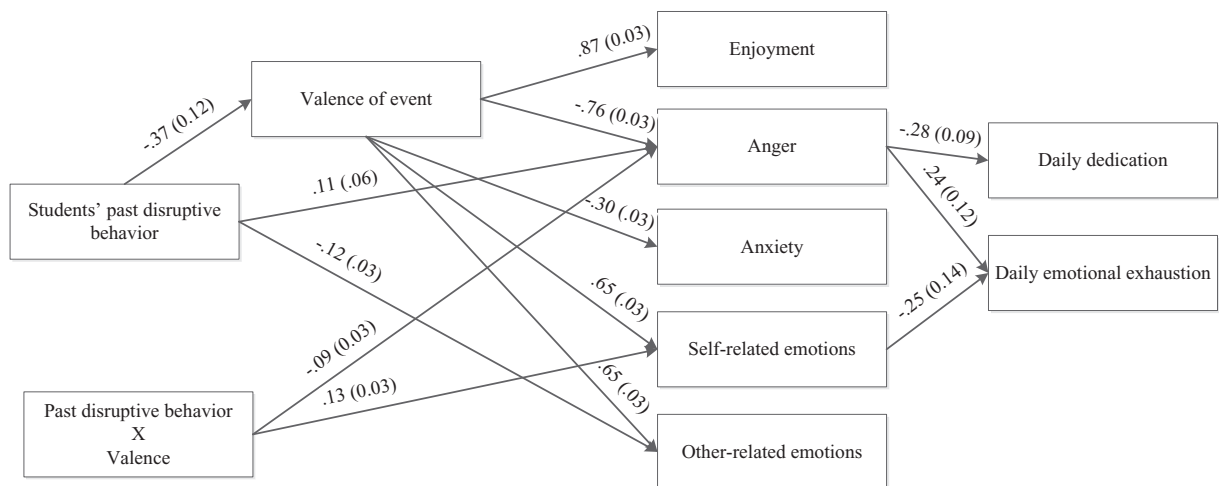 .87 (0.03)
Enjoyment
Valence of event
-.37 (0.12)
-.76 (0.03)
Anger
-.28 (0.09)
Daily dedication
.24 (0.12)
Students’ past disruptive
behavior
.11 (.06)
-.30 (.03)
Anxiety
-.12 (.03)
Daily emotional exhaustion
.65 (.03)
-.25 (0.14)
-.09 (0.03)
Self-related emotions
.13 (0.03)
.65 (.03)
Past disruptive behavior
X
Valence
Other-related emotions